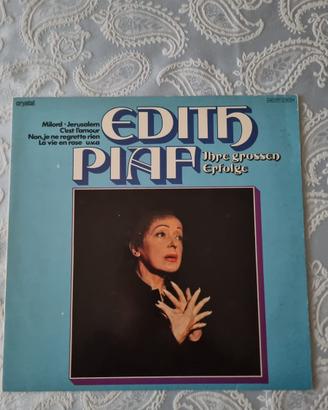 crystal
Milord · Jerusalem
C'est l'amour
Non, je ne regrette rien
La vie en rose u.v.a
EDITH
PIAF
Ihre grossen
Erfolge